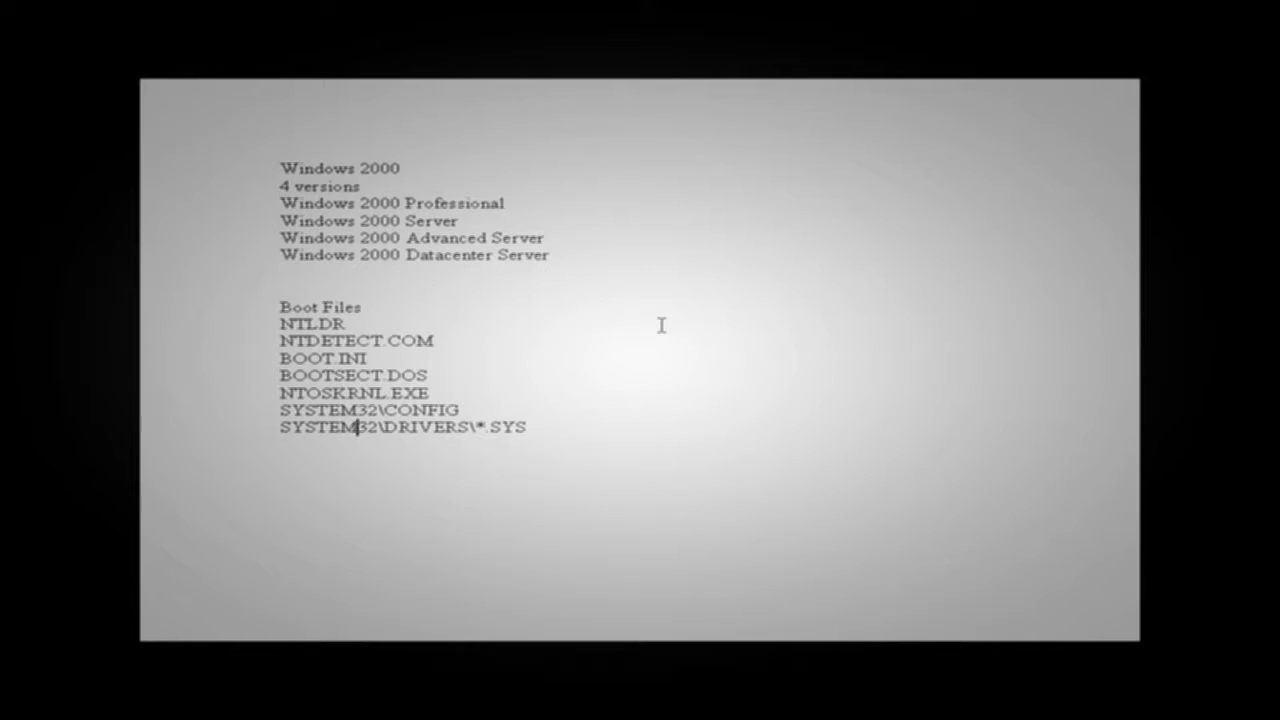 Windows 2000
4 versions
Windows 2000 Professional
Windows 2000 Server
Windows 2000 Advanced Server
Windows 2000 Datacenter Server
Boot Files
NTLDR
NTDETECT.COM
BOOT.INI
BOOTSECT.DOS
NTOSKRNL.EXE
SYSTEM32\CONFIG
SYSTEM32\DRIVERS\*.SYS